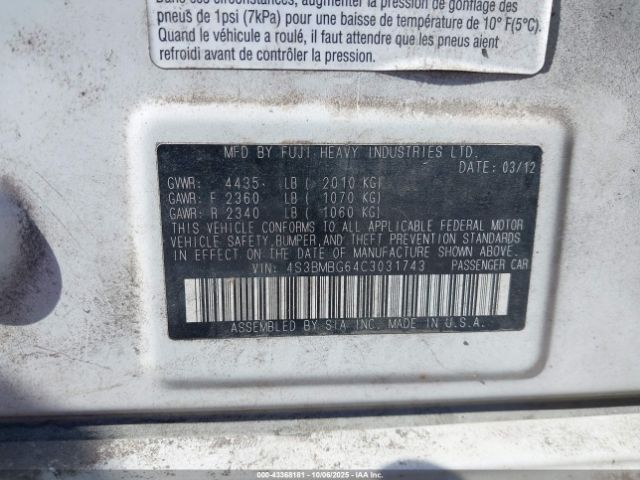 Dans ces circonstances, augmenter la pression de gonflage des
pneus de 1psi (7kPa) pour une baisse de température de 10° F(5°C).
Quand le véhicule a roulé, il faut attendre que les pneus aient
refroidi avant de contrôler la pression.
MFD BY FUJI HEAVY INDUSTRIES LTD.
DATE: 03/12
GVWR: 4435 LB ( 2010 KG)
GAWR: F 2360 LB ( 1070 KG)
GAWR: R 2340 LB ( 1060 KG)
THIS VEHICLE CONFORMS TO ALL APPLICABLE FEDERAL MOTOR
VEHICLE SAFETY,BUMPER,AND THEFT PREVENTION STANDARDS
IN EFFECT ON THE DATE OF MANUFACTURE SHOWN ABOVE.
VIN: 4S3BMBG64C3031743 PASSENGER CAR
ASSEMBLED BY SIA INC. MADE IN U.S.A.
000-43368181 - 10/06/2025 - IAAI.com